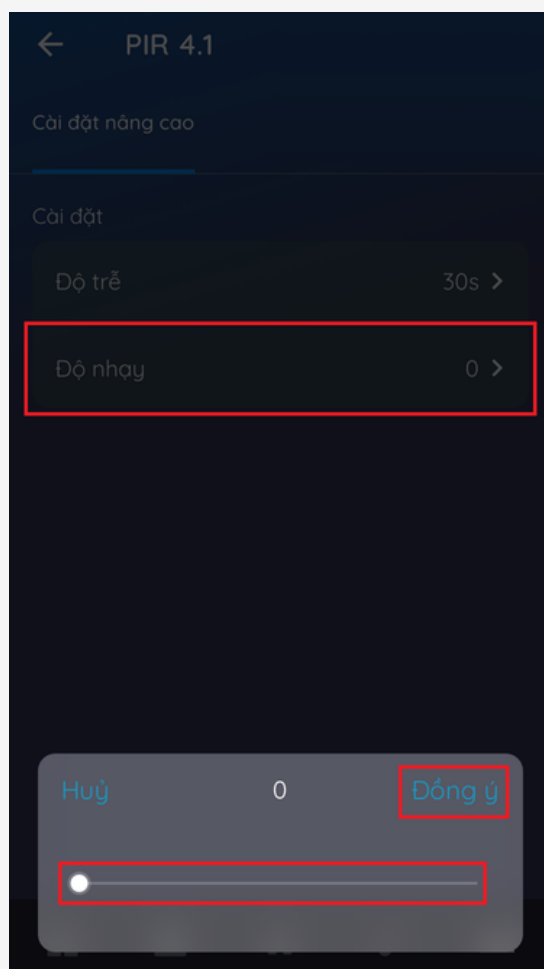 PIR 4.1
Cài đặt nâng cao
Cài đặt
Độ trễ 30s
Độ nhạy 0
Huỷ 0 Đồng ý